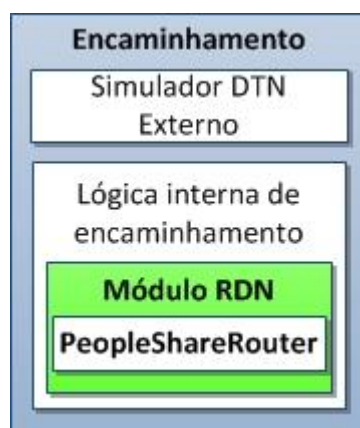 Encaminhamento
Simulador DTN
Externo
Lógica interna de
encaminhamento
Módulo RDN
PeopleShareRouter